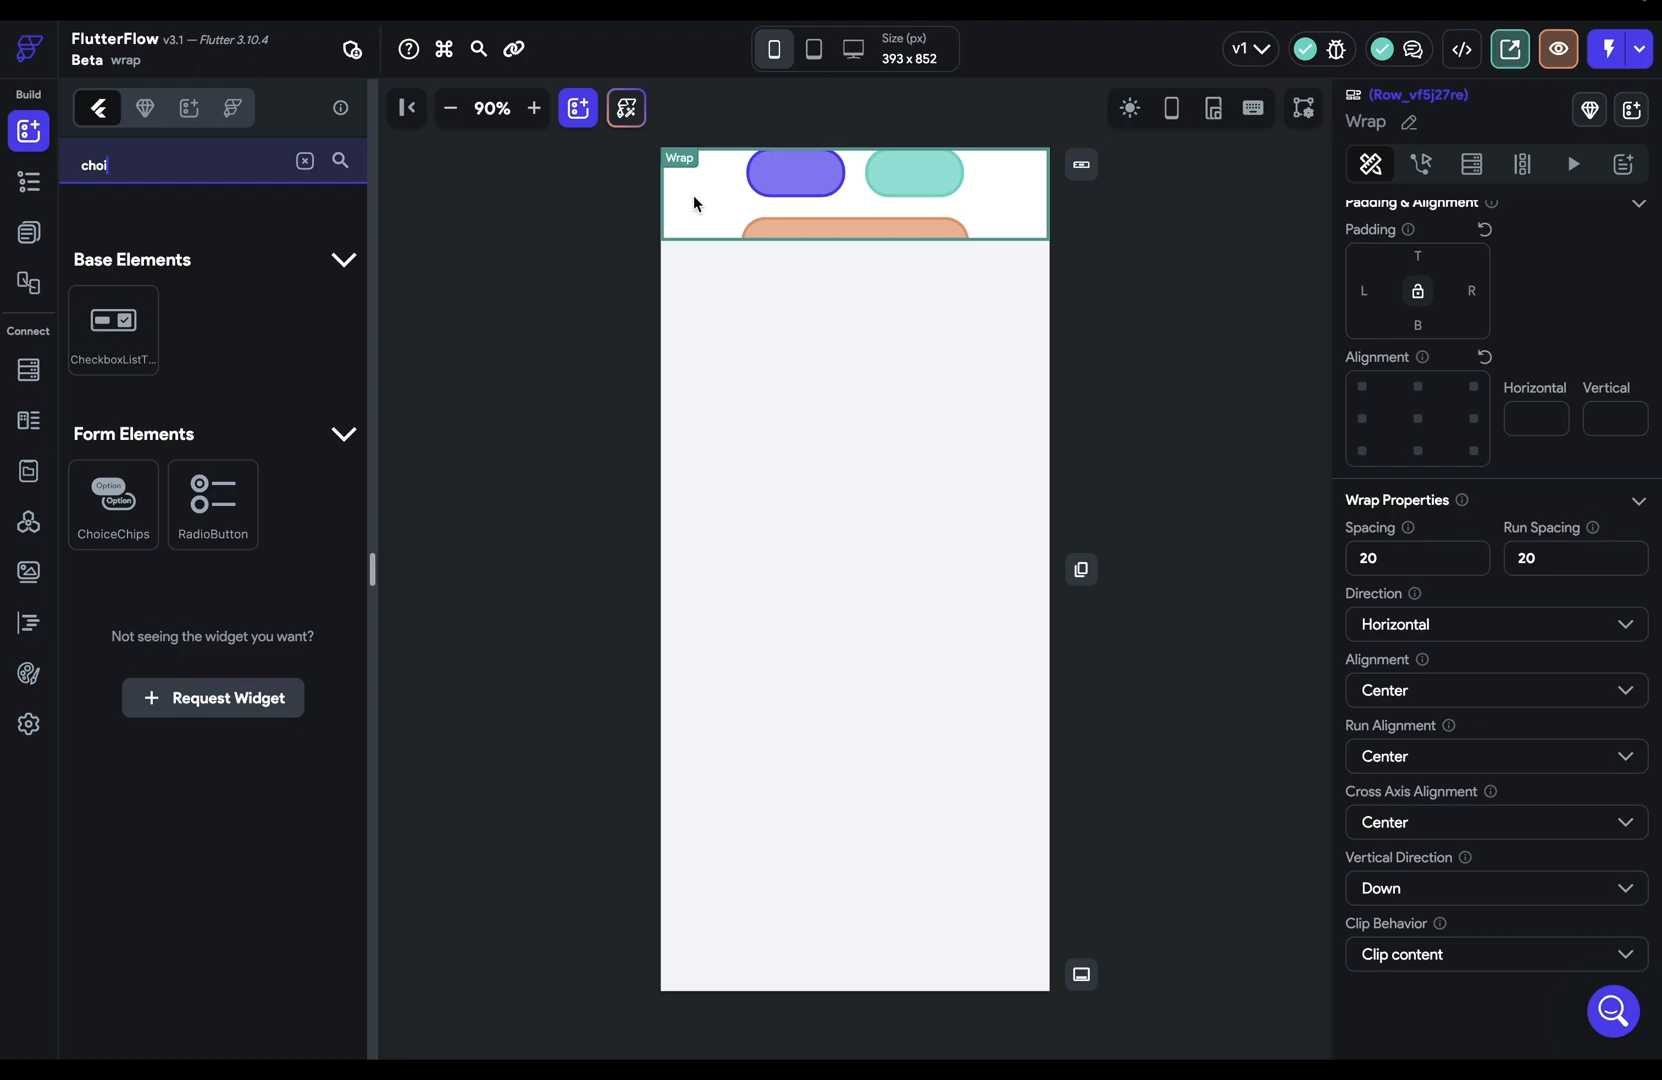 FlutterFlow v3.1 — Flutter 3.10.4
Beta wrap
Size (px)
393 x 852
v1
Build
90%
(Row_vf5j27re)
Wrap
choi
Wrap
Padding & Alignment
Padding
T
L
R
B
Base Elements
CheckboxListT...
Connect
Alignment
Horizontal
Vertical
Form Elements
Option
Option
ChoiceChips
RadioButton
Wrap Properties
Spacing
Run Spacing
20
20
Direction
Horizontal
Not seeing the widget you want?
+ Request Widget
Alignment
Center
Run Alignment
Center
Cross Axis Alignment
Center
Vertical Direction
Down
Clip Behavior
Clip content